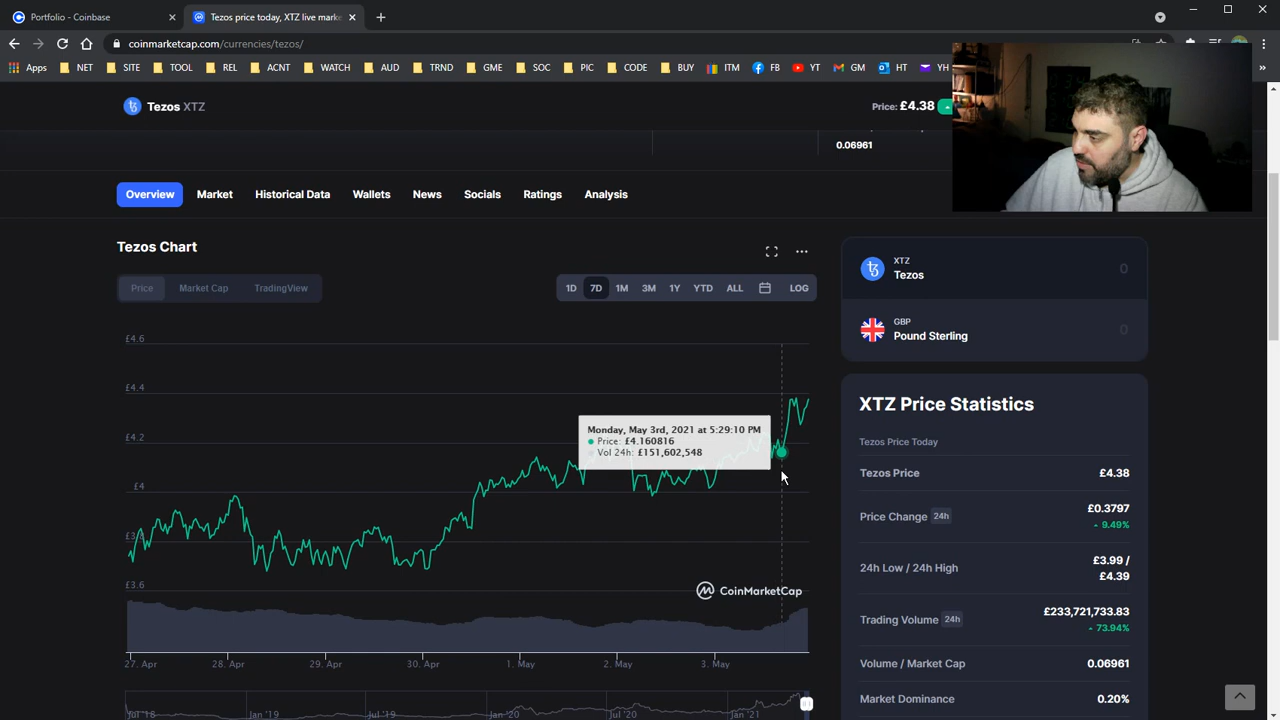 Portfolio - Coinbase
Tezos price today, XTZ live marke
coinmarketcap.com/currencies/tezos/
Apps NET SITE TOOL REL CNT WATCH AUD TRND GME SOC PIC CODE BUY ITM FB YT GM HT YH
Tezos XTZ
Price: £4.38
0.06961
Overview Market Historical Data Wallets News Socials Ratings Analysis
Tezos Chart
Price Market Cap TradingView
1D 7D 1M 3M 1Y YTD ALL LOG
£4.6
£4.4
£4.2
£4
£3.6
Monday, May 3rd, 2021 at 5:29:10 PM
Price: £4.160816
Vol 24h: £151,602,548
CoinMarketCap
27. Apr 28. Apr 29. Apr 30. Apr 1. May 2. May 3. May
Jul '18 Jan '19 Jul '19 Jan '20 Jul '20 Jan '21
XTZ
Tezos
0
GBP
Pound Sterling
0
XTZ Price Statistics
Tezos Price Today
Tezos Price £4.38
Price Change 24h £0.3797
9.49%
24h Low / 24h High £3.99 /
£4.39
Trading Volume 24h £233,721,733.83
73.94%
Volume / Market Cap 0.06961
Market Dominance 0.20%